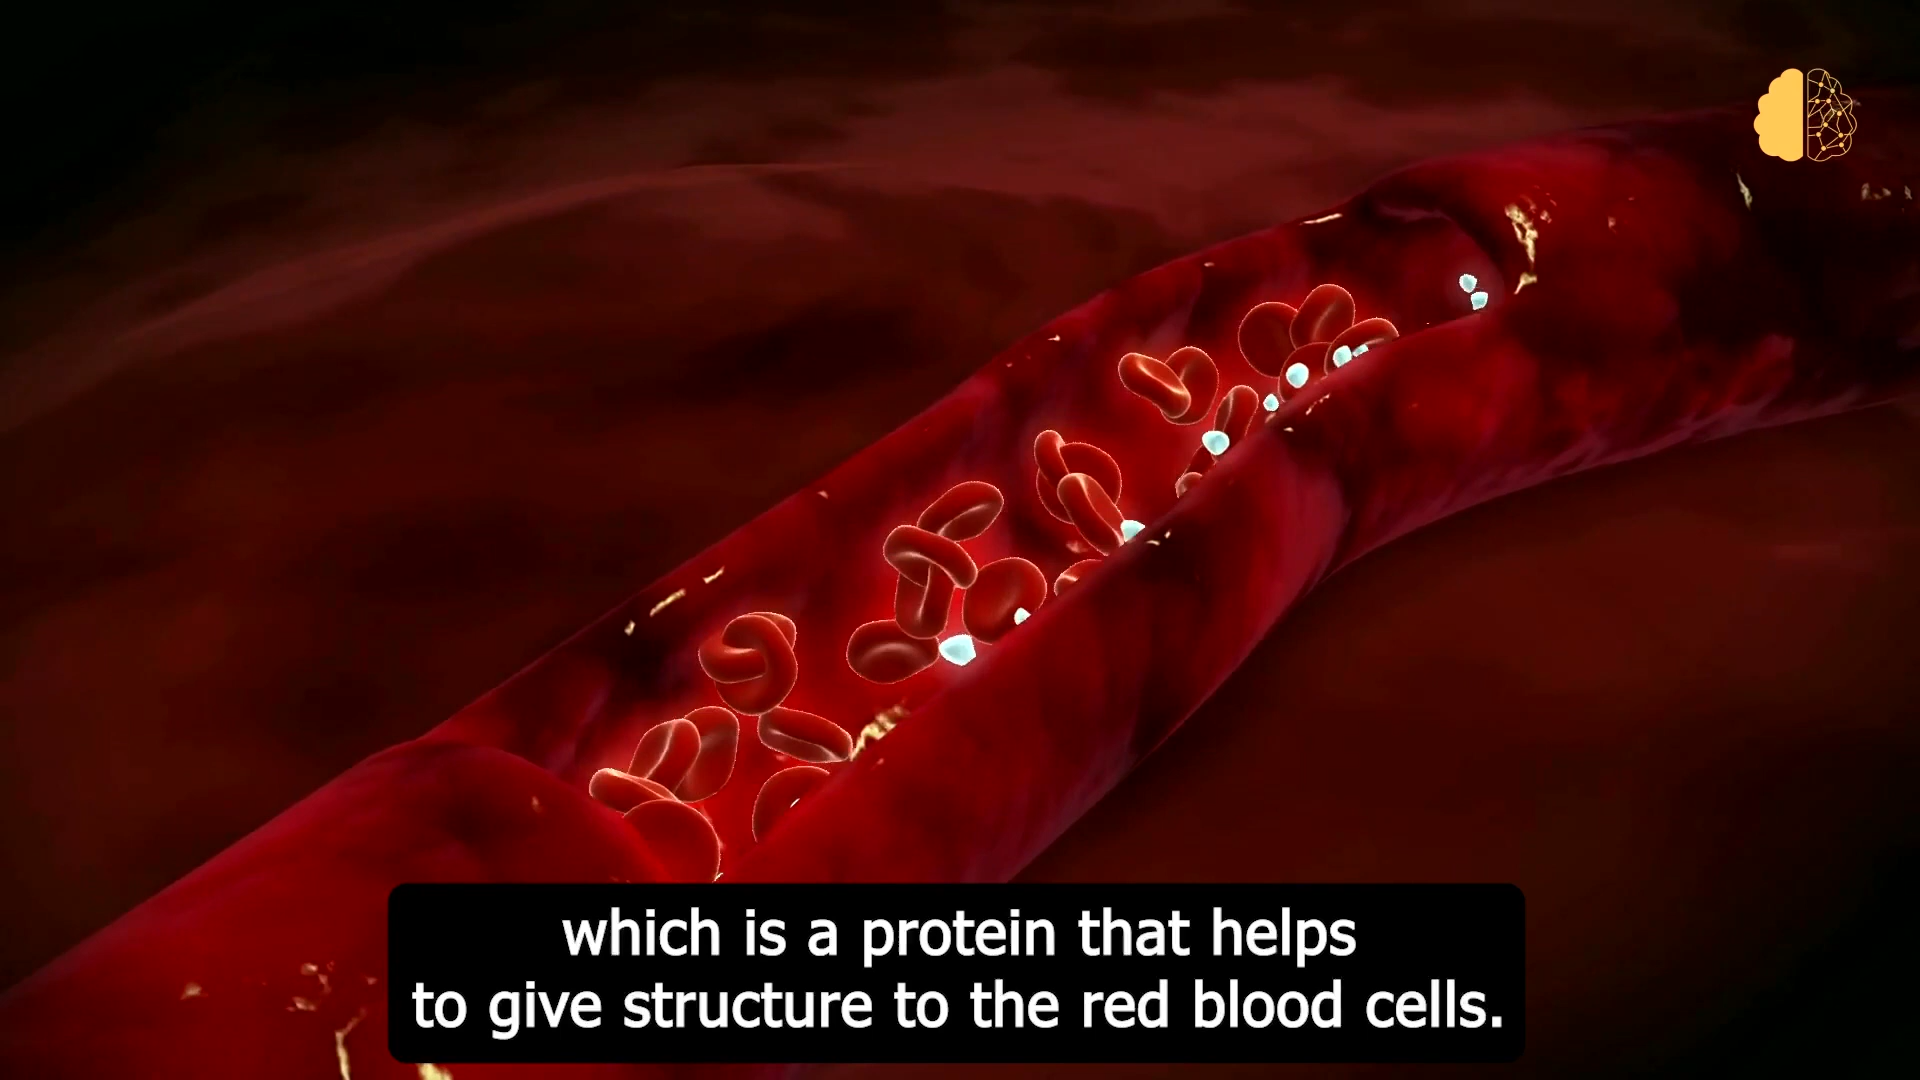 which is a protein that helps
to give structure to the red blood cells.